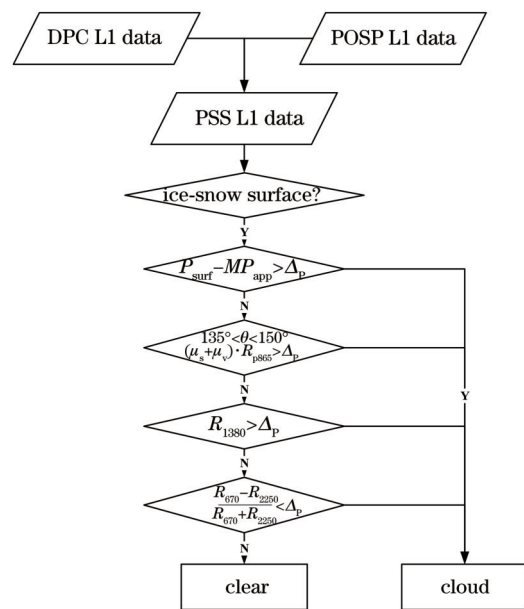 DPC L1 data
POSP L1 data
PSS L1 data
ice-snow surface?
Y
P_surf−MP_app>Δ_P
N
135°<θ<150°
(μ_s+μ_v)·R_p865>Δ_P
Y
N
R_1380>Δ_P
N
R_670−R_2250
R_670+R_2250 <Δ_P
N
clear
cloud